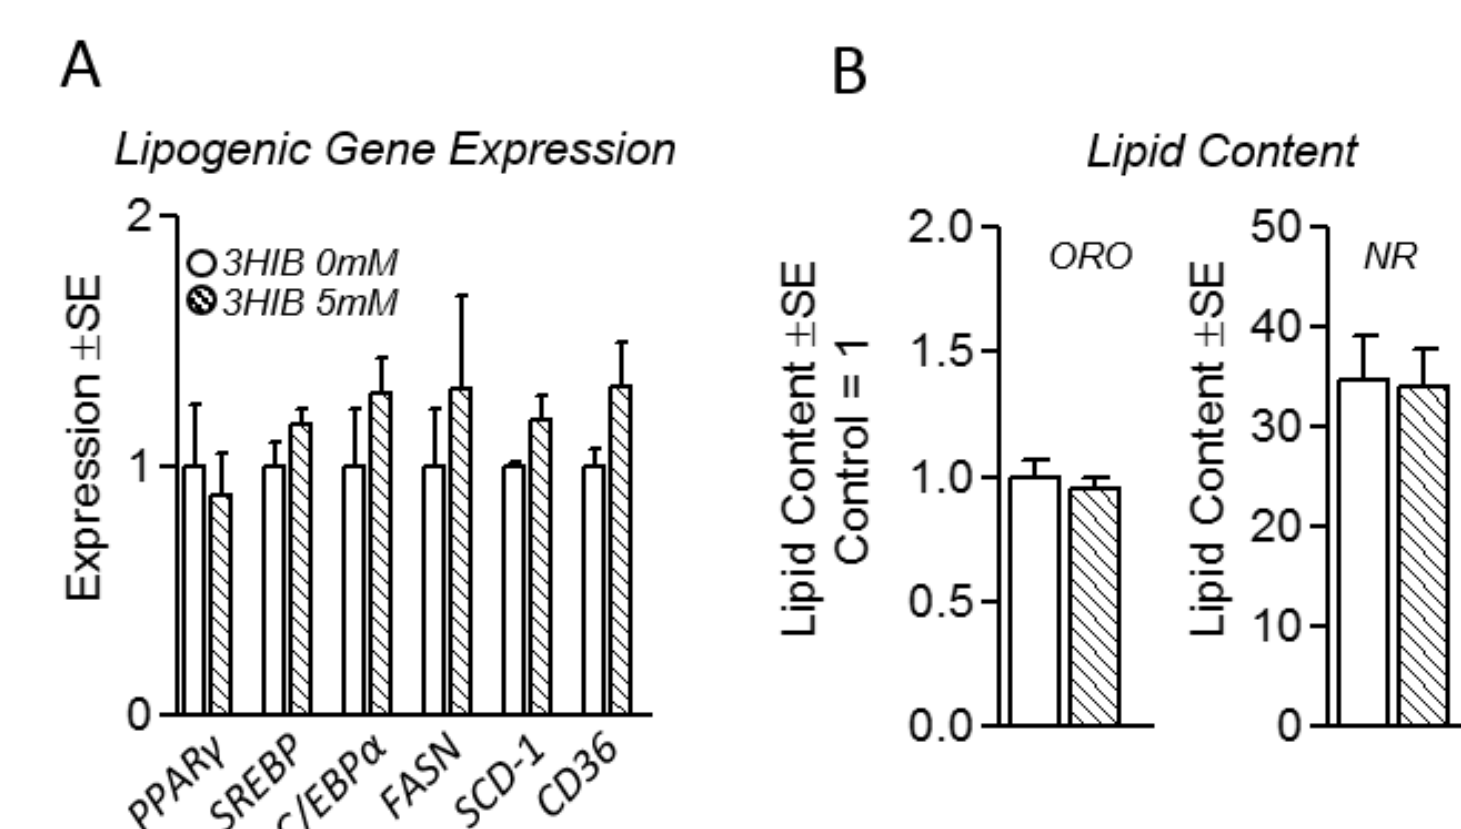 A
Lipogenic Gene Expression
2
1
0
Expression ±SE
3HIB 0mM
3HIB 5mM
PPARγ
SREBP
C/EBPα
FASN
SCD-1
CD36
B
Lipid Content
Lipid Content ±SE
Control = 1
2.0
1.5
1.0
0.5
0.0
ORO
Lipid Content ±SE
50
40
30
20
10
0
NR